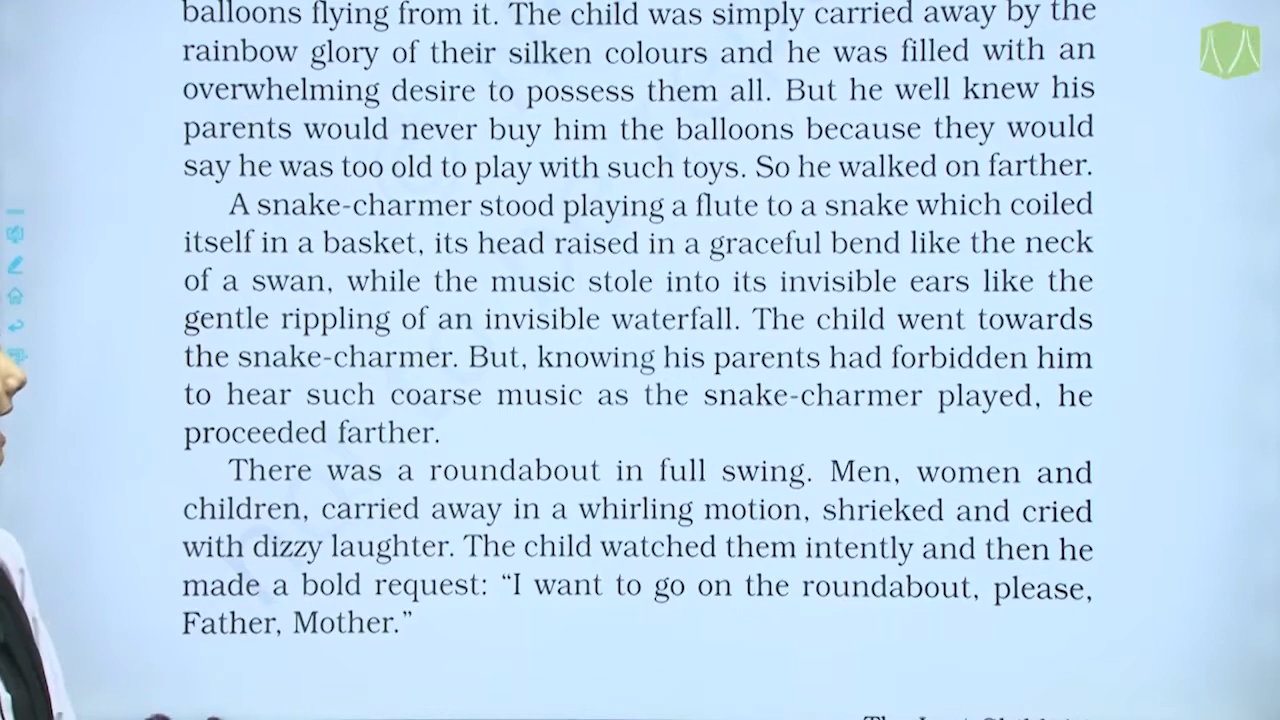 balloons flying from it. The child was simply carried away by the
rainbow glory of their silken colours and he was filled with an
overwhelming desire to possess them all. But he well knew his
parents would never buy him the balloons because they would
say he was too old to play with such toys. So he walked on farther.
A snake-charmer stood playing a flute to a snake which coiled
itself in a basket, its head raised in a graceful bend like the neck
of a swan, while the music stole into its invisible ears like the
gentle rippling of an invisible waterfall. The child went towards
the snake-charmer. But, knowing his parents had forbidden him
to hear such coarse music as the snake-charmer played, he
proceeded farther.
There was a roundabout in full swing. Men, women and
children, carried away in a whirling motion, shrieked and cried
with dizzy laughter. The child watched them intently and then he
made a bold request: “I want to go on the roundabout, please,
Father, Mother.”